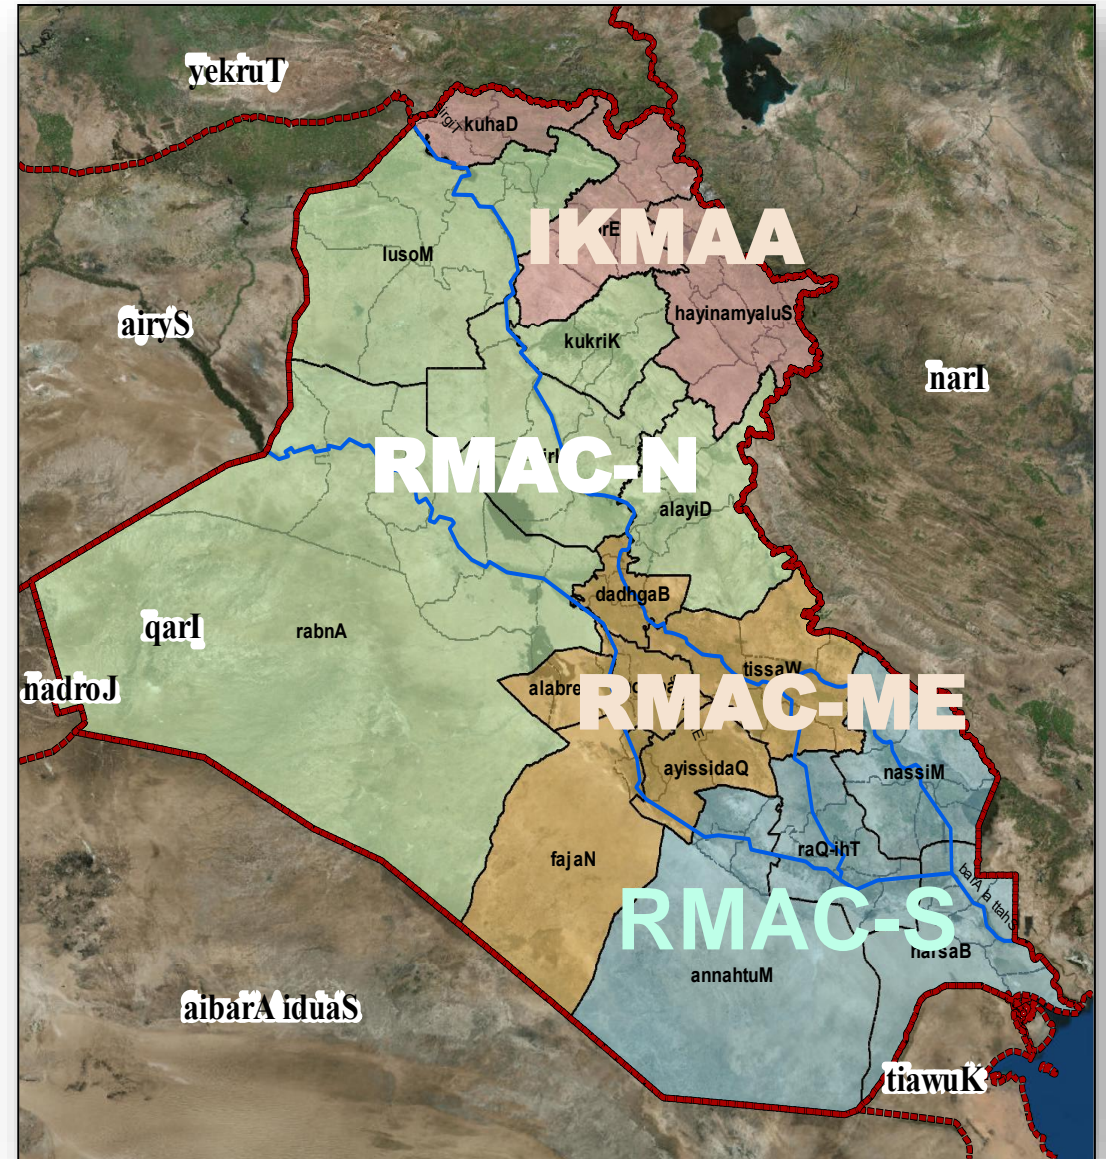 yekruT
kuhaD
IKMAA
lusoM
hayinamyaluS
airyS
kukriK
narI
RMAC-N
alayiD
dadhgaB
qarI
rabnA
tissaW
nadroJ
RMAC-ME
ayissidaQ
nassiM
raQ-ihT
fajaN
RMAC-S
annahtuM
aibarA iduaS
tiawuK